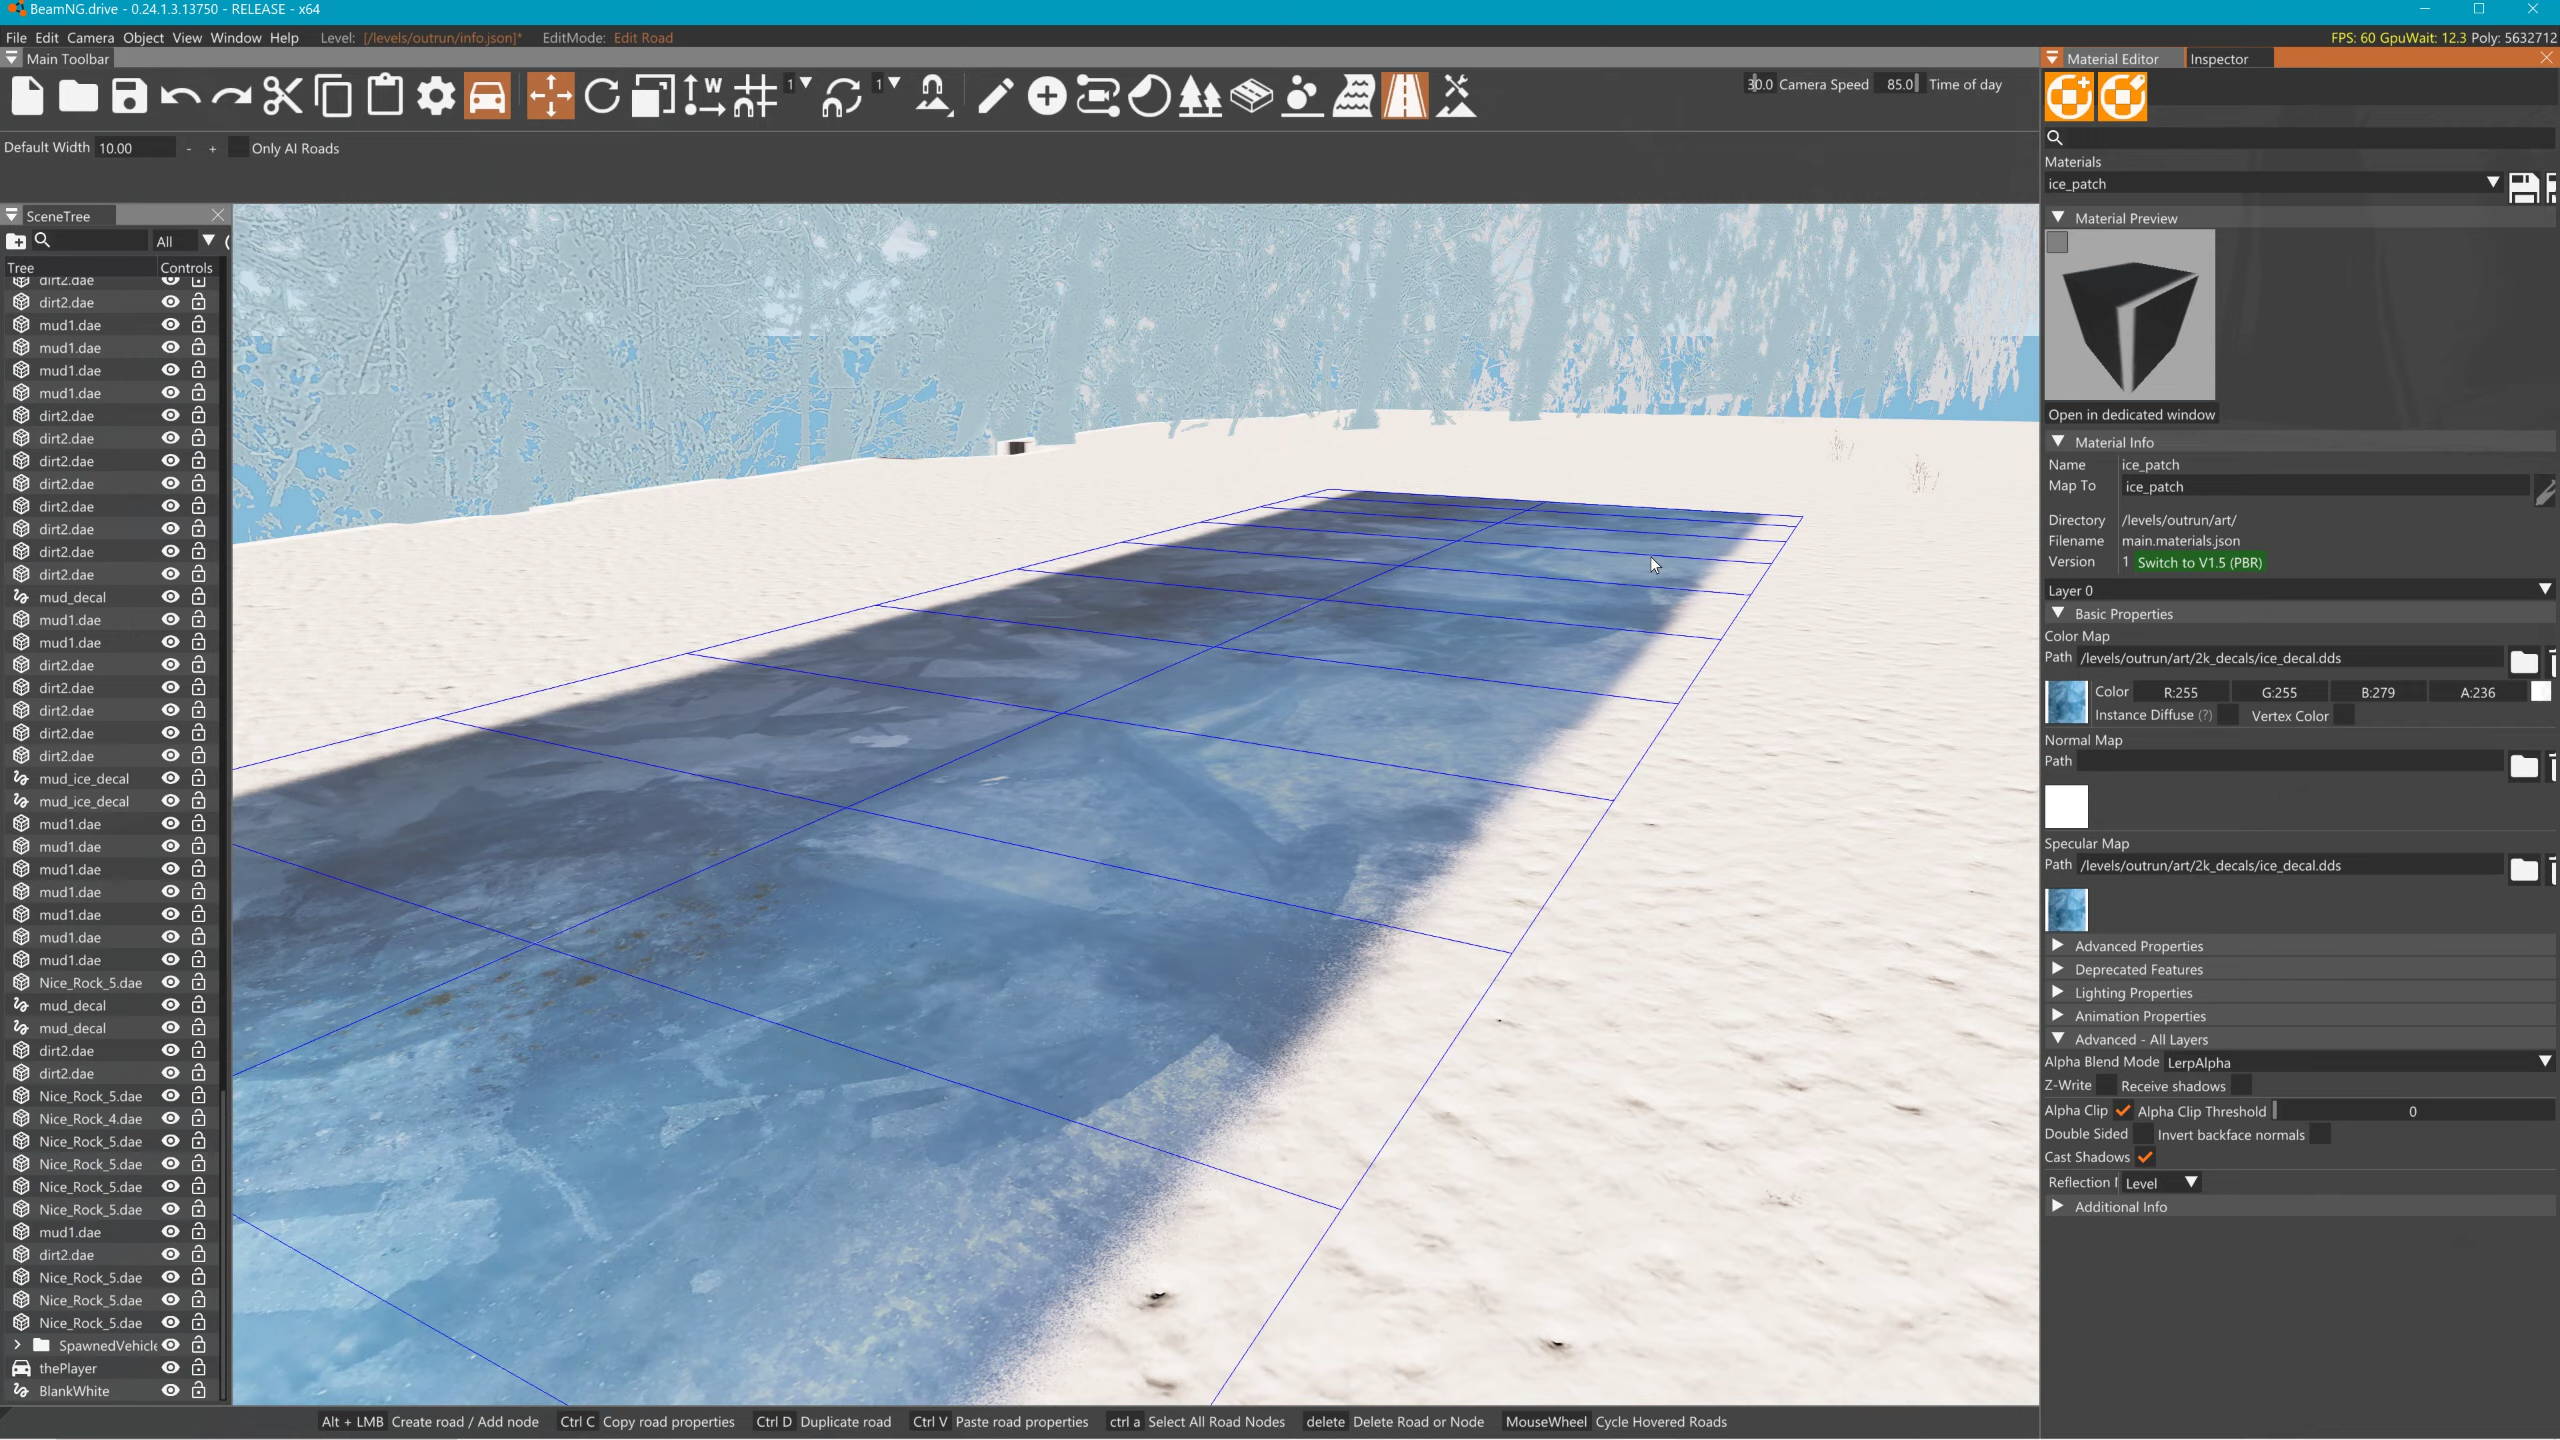 BeamNG.drive - 0.24.1.3.13750 - RELEASE - x64
File Edit Camera Object View Window Help Level: [/levels/outrun/info.json]* EditMode: Edit Road FPS: 60 GpuWait: 12.3 Poly: 5632712
Main Toolbar
W 1 1 30.0 Camera Speed 85.0 Time of day
Default Width 10.00 - + Only AI Roads
SceneTree
All
Tree Controls
dirt2.dae
dirt2.dae
mud1.dae
mud1.dae
mud1.dae
mud1.dae
dirt2.dae
dirt2.dae
dirt2.dae
dirt2.dae
dirt2.dae
dirt2.dae
dirt2.dae
dirt2.dae
mud_decal
mud1.dae
mud1.dae
dirt2.dae
dirt2.dae
dirt2.dae
dirt2.dae
dirt2.dae
mud_ice_decal
mud_ice_decal
mud1.dae
mud1.dae
mud1.dae
mud1.dae
mud1.dae
mud1.dae
mud1.dae
Nice_Rock_5.dae
mud_decal
mud_decal
dirt2.dae
dirt2.dae
Nice_Rock_5.dae
Nice_Rock_4.dae
Nice_Rock_5.dae
Nice_Rock_5.dae
Nice_Rock_5.dae
Nice_Rock_5.dae
mud1.dae
dirt2.dae
Nice_Rock_5.dae
Nice_Rock_5.dae
Nice_Rock_5.dae
SpawnedVehicle
thePlayer
BlankWhite
Material Editor Inspector
Materials
ice_patch
Material Preview
Open in dedicated window
Material Info
Name ice_patch
Map To ice_patch
Directory /levels/outrun/art/
Filename main.materials.json
Version 1 Switch to V1.5 (PBR)
Layer 0
Basic Properties
Color Map
Path /levels/outrun/art/2k_decals/ice_decal.dds
Color R:255 G:255 B:279 A:236
Instance Diffuse (?) Vertex Color
Normal Map
Path
Specular Map
Path /levels/outrun/art/2k_decals/ice_decal.dds
Advanced Properties
Deprecated Features
Lighting Properties
Animation Properties
Advanced - All Layers
Alpha Blend Mode LerpAlpha
Z-Write Receive shadows
Alpha Clip Alpha Clip Threshold 0
Double Sided Invert backface normals
Cast Shadows
Reflection Level
Additional Info
Alt + LMB Create road / Add node Ctrl C Copy road properties Ctrl D Duplicate road Ctrl V Paste road properties ctrl a Select All Road Nodes delete Delete Road or Node MouseWheel Cycle Hovered Roads